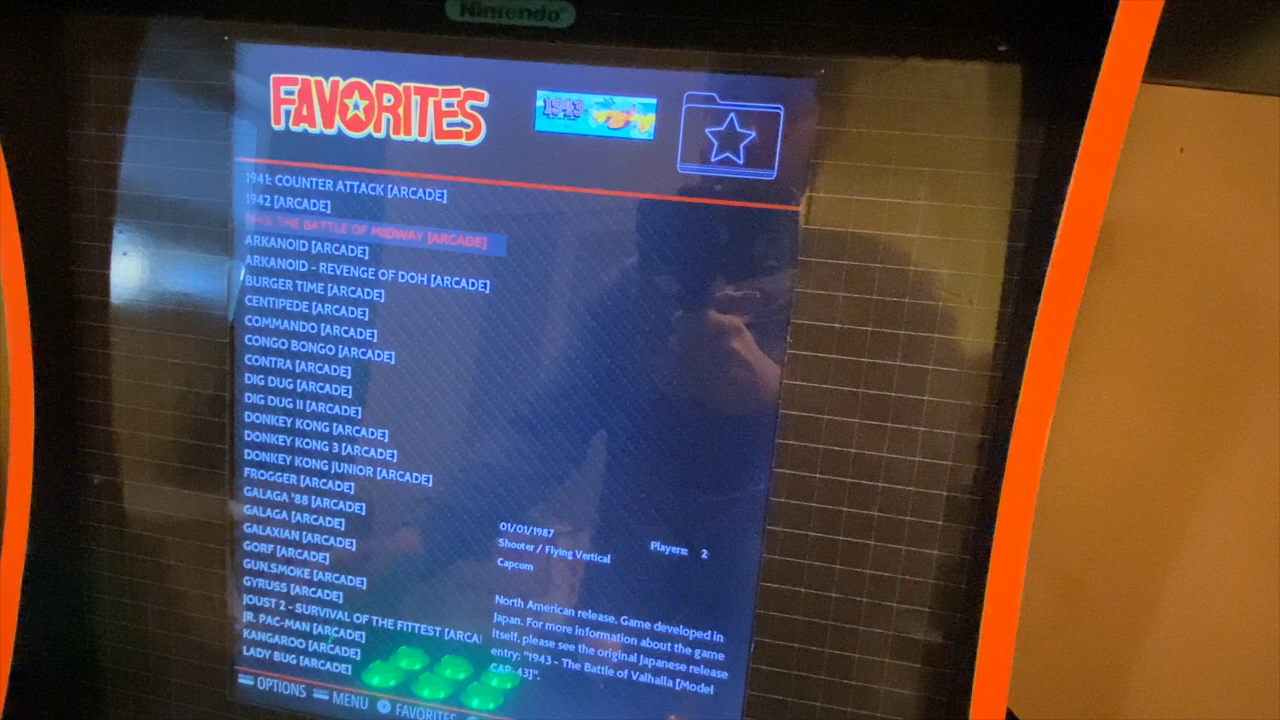 Nintendo
FAVORITES
1943
1941: COUNTER ATTACK [ARCADE]
1942 [ARCADE]
1943: THE BATTLE OF MIDWAY [ARCADE]
ARKANOID [ARCADE]
ARKANOID - REVENGE OF DOH [ARCADE]
BURGER TIME [ARCADE]
CENTIPEDE [ARCADE]
COMMANDO [ARCADE]
CONGO BONGO [ARCADE]
CONTRA [ARCADE]
DIG DUG [ARCADE]
DIG DUG II [ARCADE]
DONKEY KONG [ARCADE]
DONKEY KONG 3 [ARCADE]
DONKEY KONG JUNIOR [ARCADE]
FROGGER [ARCADE]
GALAGA '88 [ARCADE]
GALAGA [ARCADE]
GALAXIAN [ARCADE]
GORF [ARCADE]
GUN.SMOKE [ARCADE]
GYRUSS [ARCADE]
JOUST 2 - SURVIVAL OF THE FITTEST [ARCA
JR. PAC-MAN [ARCADE]
KANGAROO [ARCADE]
LADY BUG [ARCADE]
01/01/1987
Players: 2
Shooter / Flying Vertical
Capcom
North American release. Game developed in
Japan. For more information about the game
itself, please see the original Japanese release
entry; "1943 - The Battle of Valhalla [Model
CAP-43]".
OPTIONS MENU FAVORITES